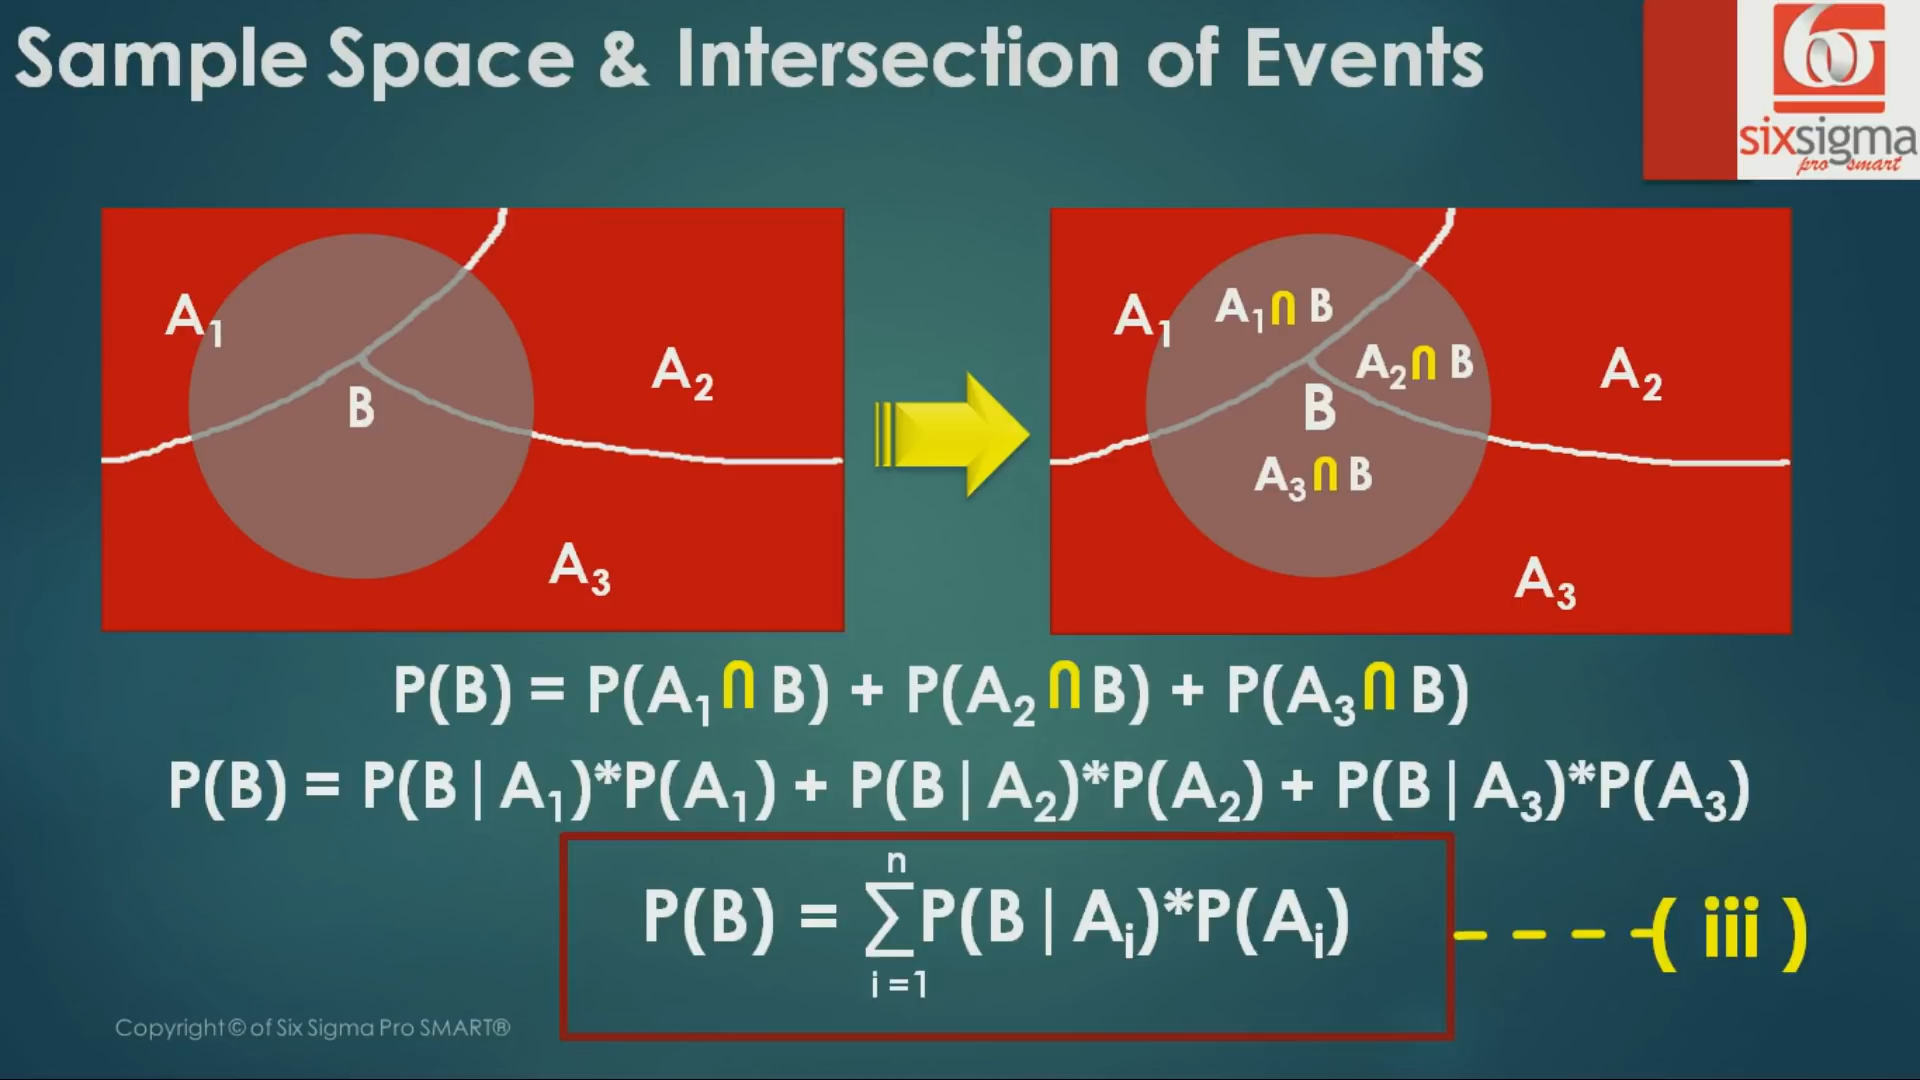 Sample Space & Intersection of Events
sixsigma
pro smart
A₁
A₂
B
A₃
A₁ A₁∩B
A₂∩B A₂
B
A₃∩B
A₃
P(B) = P(A₁∩B) + P(A₂∩B) + P(A₃∩B)
P(B) = P(B|A₁)*P(A₁) + P(B|A₂)*P(A₂) + P(B|A₃)*P(A₃)
n
P(B) = ∑P(B|Aᵢ)*P(Aᵢ) ----( iii )
i=1
Copyright © of Six Sigma Pro SMART®